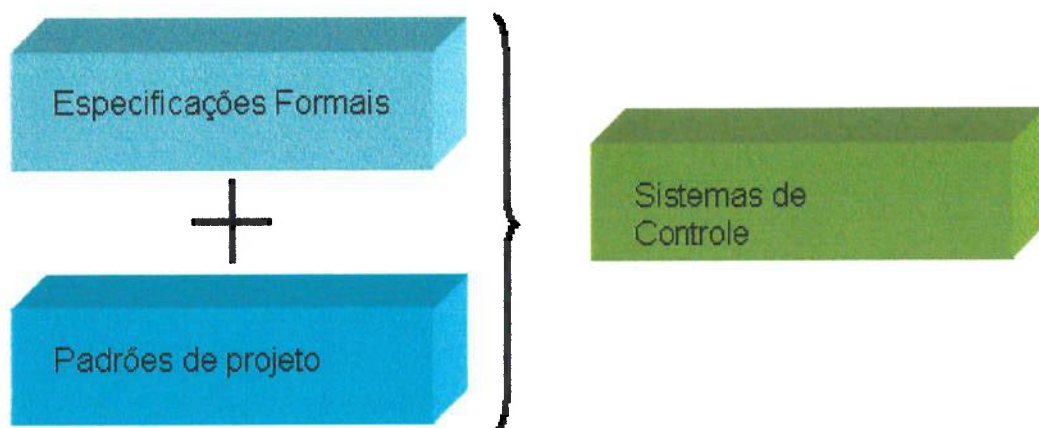 Especificações Formais
+
Padrões de projeto
Sistemas de
Controle